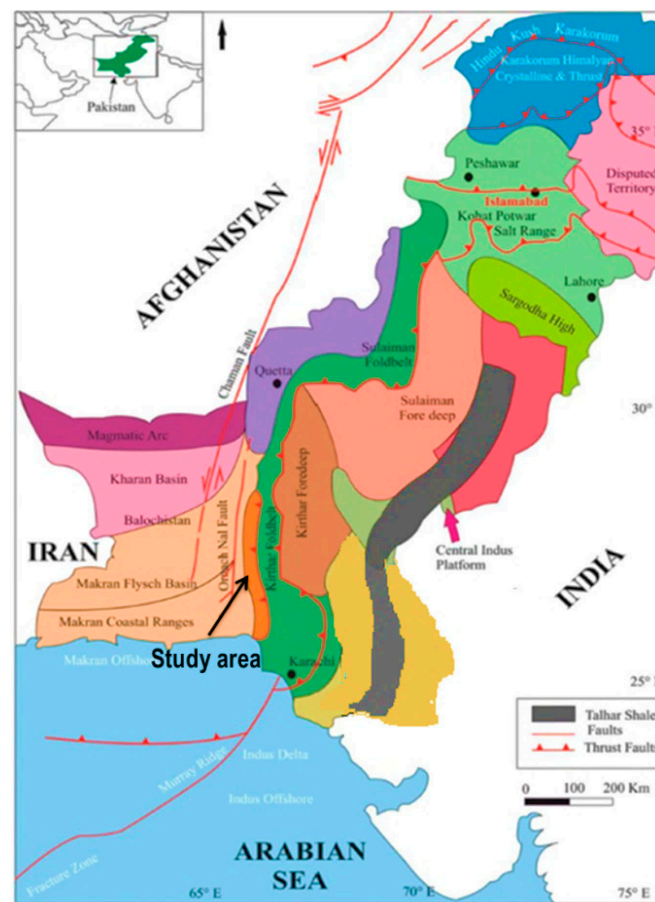 Pakistan
Hindu Kush Karakorum
Karakorum Himalyan
Crystalline & Thrust
35°
Peshawar
Disputed
Territory
Islamabad
Kohat Potwar
Salt Range
Lahore
Sargodha High
AFGHANISTAN
Chaman Fault
Sulaiman
Foldbelt
Quetta
30°
Sulaiman
Fore deep
Magmatic Arc
Kharan Basin
Kirthar Foredeep
Balochistan
IRAN
Ornach Nal Fault
Kirthar Foldbelt
Central Indus
Platform
INDIA
Makran Flysch Basin
Makran Coastal Ranges
Study area
Makran Offshore
Karachi
25°
Talhar Shale
Faults
Thrust Faults
0 100 200 Km
Murray Ridge
Indus Delta
Indus Offshore
Fracture Zone
ARABIAN
SEA
65° E
70° E
75° E